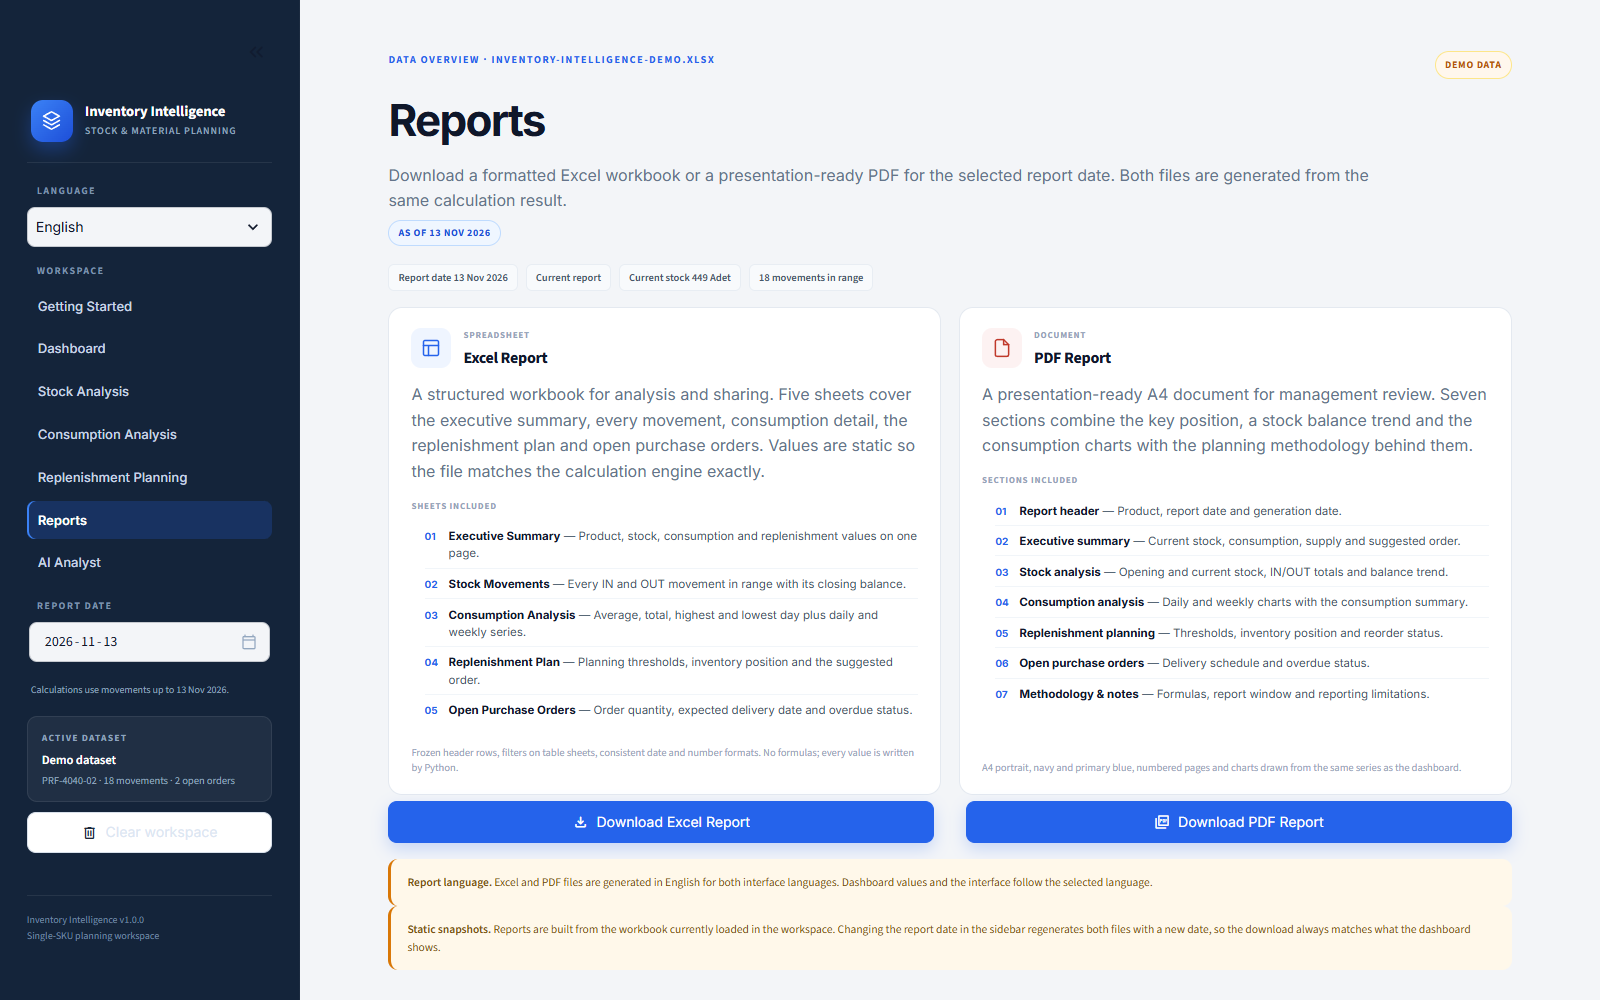 Inventory Intelligence
STOCK & MATERIAL PLANNING
LANGUAGE
English
WORKSPACE
Getting Started
Dashboard
Stock Analysis
Consumption Analysis
Replenishment Planning
Reports
AI Analyst
REPORT DATE
2026-11-13
Calculations use movements up to 13 Nov 2026.
ACTIVE DATASET
Demo dataset
PRF-4040-02 · 18 movements · 2 open orders
Clear workspace
Inventory Intelligence v1.0.0
Single-SKU planning workspace
DATA OVERVIEW · INVENTORY-INTELLIGENCE-DEMO.XLSX
DEMO DATA
Reports
Download a formatted Excel workbook or a presentation-ready PDF for the selected report date. Both files are generated from the
same calculation result.
AS OF 13 NOV 2026
Report date 13 Nov 2026
Current report
Current stock 449 Adet
18 movements in range
SPREADSHEET
Excel Report
A structured workbook for analysis and sharing. Five sheets cover
the executive summary, every movement, consumption detail, the
replenishment plan and open purchase orders. Values are static so
the file matches the calculation engine exactly.
SHEETS INCLUDED
01 Executive Summary — Product, stock, consumption and replenishment values on one
page.
02 Stock Movements — Every IN and OUT movement in range with its closing balance.
03 Consumption Analysis — Average, total, highest and lowest day plus daily and
weekly series.
04 Replenishment Plan — Planning thresholds, inventory position and the suggested
order.
05 Open Purchase Orders — Order quantity, expected delivery date and overdue status.
Frozen header rows, filters on table sheets, consistent date and number formats. No formulas; every value is written
by Python.
Download Excel Report
DOCUMENT
PDF Report
A presentation-ready A4 document for management review. Seven
sections combine the key position, a stock balance trend and the
consumption charts with the planning methodology behind them.
SECTIONS INCLUDED
01 Report header — Product, report date and generation date.
02 Executive summary — Current stock, consumption, supply and suggested order.
03 Stock analysis — Opening and current stock, IN/OUT totals and balance trend.
04 Consumption analysis — Daily and weekly charts with the consumption summary.
05 Replenishment planning — Thresholds, inventory position and reorder status.
06 Open purchase orders — Delivery schedule and overdue status.
07 Methodology & notes — Formulas, report window and reporting limitations.
A4 portrait, navy and primary blue, numbered pages and charts drawn from the same series as the dashboard.
Download PDF Report
Report language. Excel and PDF files are generated in English for both interface languages. Dashboard values and the interface follow the selected language.
Static snapshots. Reports are built from the workbook currently loaded in the workspace. Changing the report date in the sidebar regenerates both files with a new date, so the download always matches what the dashboard
shows.